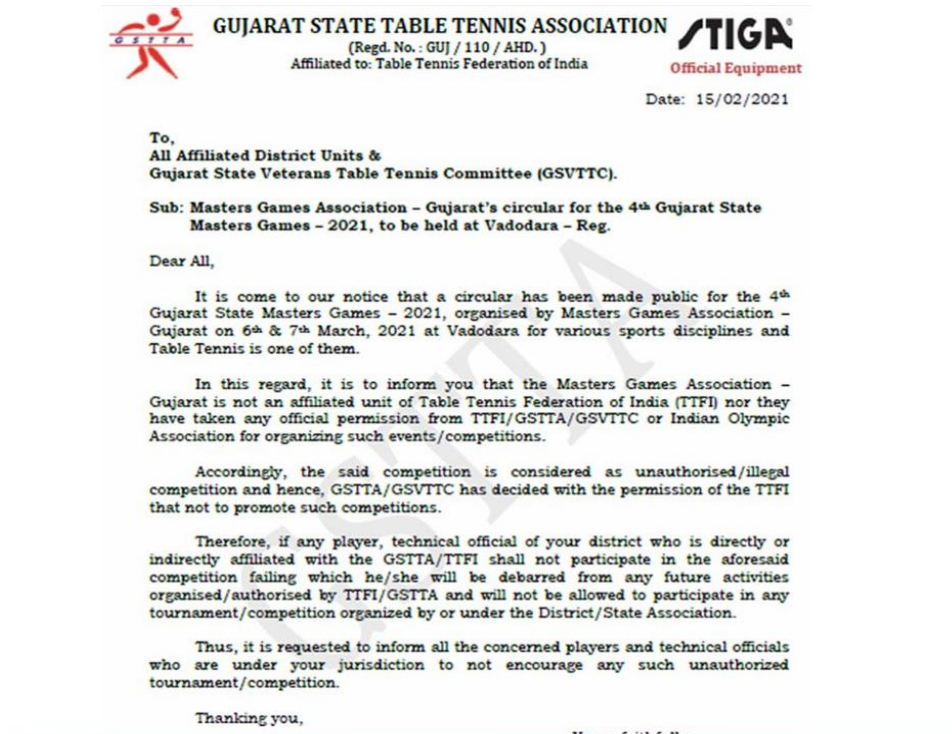 GUJARAT STATE TABLE TENNIS ASSOCIATION
(Regd. No. : GUJ / 110 / AHD. )
Affiliated to: Table Tennis Federation of India
G S T T A
STIGA
Official Equipment
Date: 15/02/2021
To,
All Affiliated District Units &
Gujarat State Veterans Table Tennis Committee (GSVTTC).
Sub: Masters Games Association – Gujarat's circular for the 4th Gujarat State
Masters Games – 2021, to be held at Vadodara – Reg.
Dear All,
It is come to our notice that a circular has been made public for the 4th
Gujarat State Masters Games – 2021, organised by Masters Games Association –
Gujarat on 6th & 7th March, 2021 at Vadodara for various sports disciplines and
Table Tennis is one of them.
In this regard, it is to inform you that the Masters Games Association –
Gujarat is not an affiliated unit of Table Tennis Federation of India (TTFI) nor they
have taken any official permission from TTFI/GSTTA/GSVTTC or Indian Olympic
Association for organizing such events/competitions.
Accordingly, the said competition is considered as unauthorised/illegal
competition and hence, GSTTA/GSVTTC has decided with the permission of the TTFI
that not to promote such competitions.
Therefore, if any player, technical official of your district who is directly or
indirectly affiliated with the GSTTA/TTFI shall not participate in the aforesaid
competition failing which he/she will be debarred from any future activities
organised/authorised by TTFI/GSTTA and will not be allowed to participate in any
tournament/competition organized by or under the District/State Association.
Thus, it is requested to inform all the concerned players and technical officials
who are under your jurisdiction to not encourage any such unauthorized
tournament/competition.
Thanking you,
GSTTA